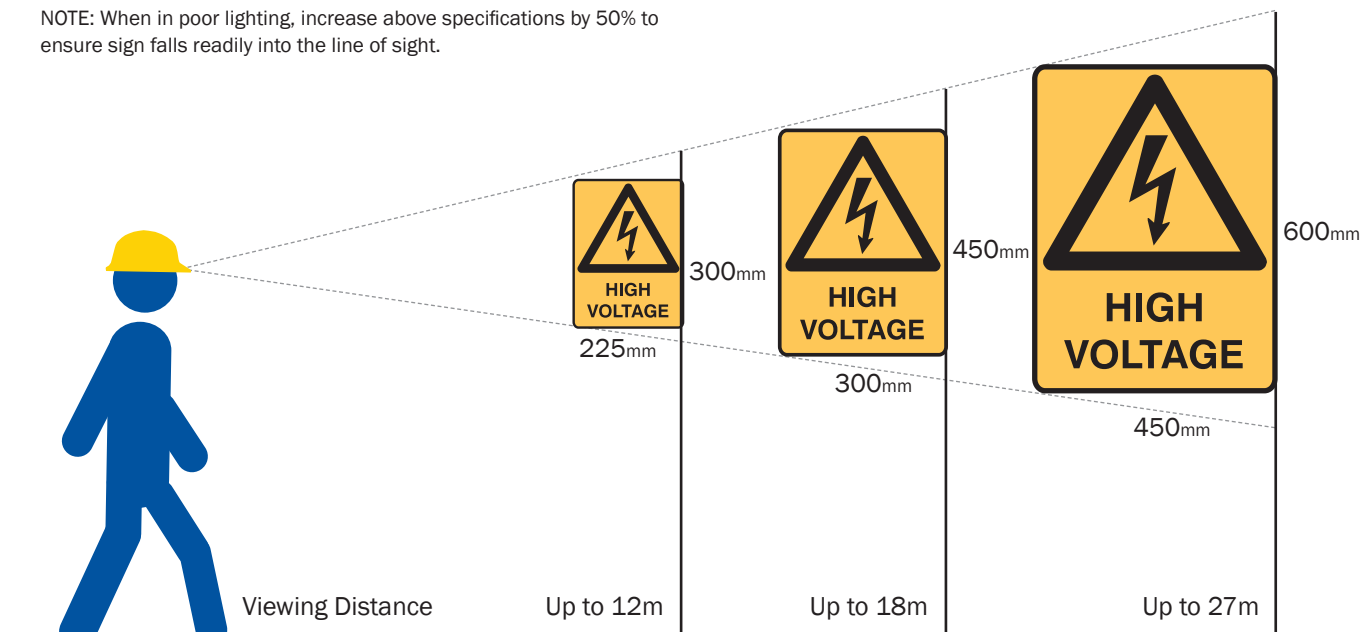 NOTE: When in poor lighting, increase above specifications by 50% to
ensure sign falls readily into the line of sight.
HIGH
VOLTAGE
300mm
225mm
HIGH
VOLTAGE
450mm
300mm
HIGH
VOLTAGE
600mm
450mm
Viewing Distance
Up to 12m
Up to 18m
Up to 27m